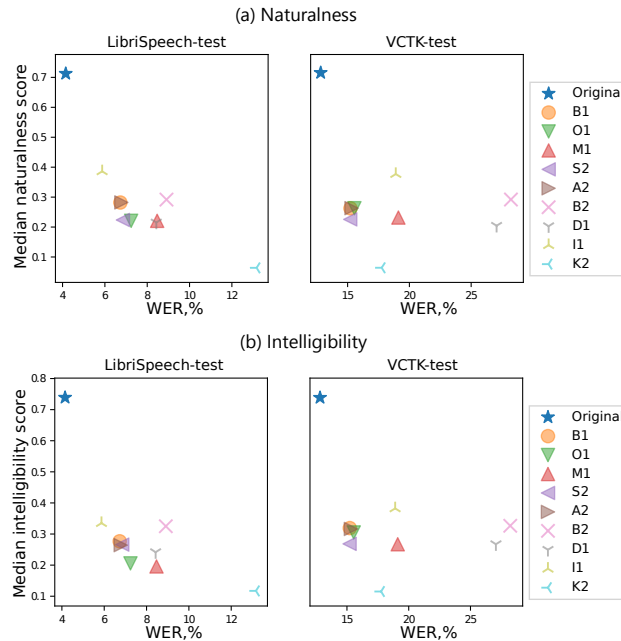 (a) Naturalness
LibriSpeech-test
VCTK-test
Median naturalness score
0.7
0.6
0.5
0.4
0.3
0.2
0.1
4 6 8 10 12
WER,%
15 20 25
WER,%
Origina
B1
O1
M1
S2
A2
B2
D1
I1
K2
(b) Intelligibility
LibriSpeech-test
VCTK-test
Median intelligibility score
0.8
0.7
0.6
0.5
0.4
0.3
0.2
0.1
4 6 8 10 12
WER,%
15 20 25
WER,%
Origina
B1
O1
M1
S2
A2
B2
D1
I1
K2